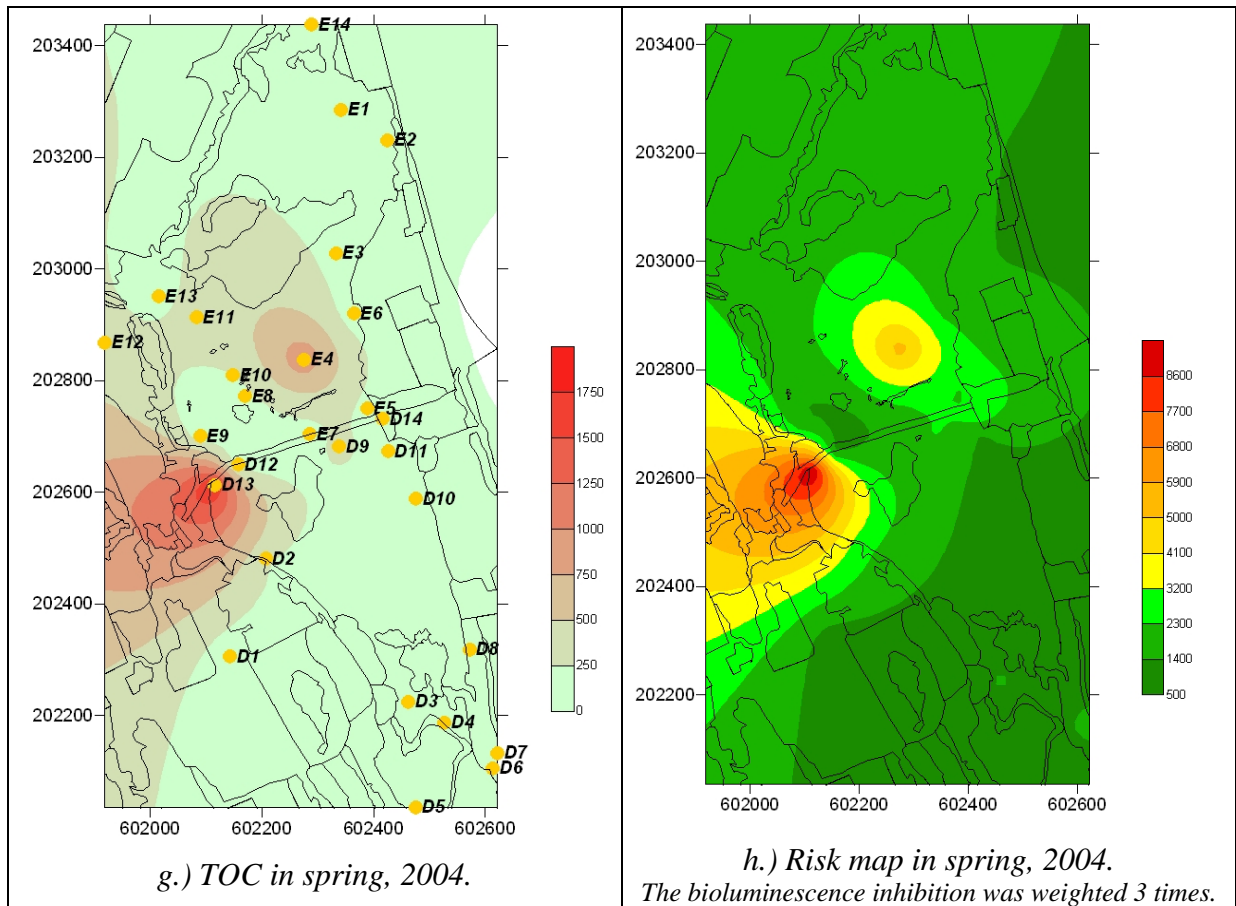 E14
203400
E1
E2
203200
E3
203000
E13
E11
E6
E12
E4
202800
E10
E8
E5
D14
E9
E7
D9
D11
D12
D13
202600
D10
D2
202400
D1
D8
D3
202200
D4
D7
D6
D5
602000 602200 602400 602600
1750
1500
1250
1000
750
500
250
0
g.) TOC in spring, 2004.
203400
203200
203000
202800
202600
202400
202200
602000 602200 602400 602600
8600
7700
6800
5900
5000
4100
3200
2300
1400
500
h.) Risk map in spring, 2004.
The bioluminescence inhibition was weighted 3 times.